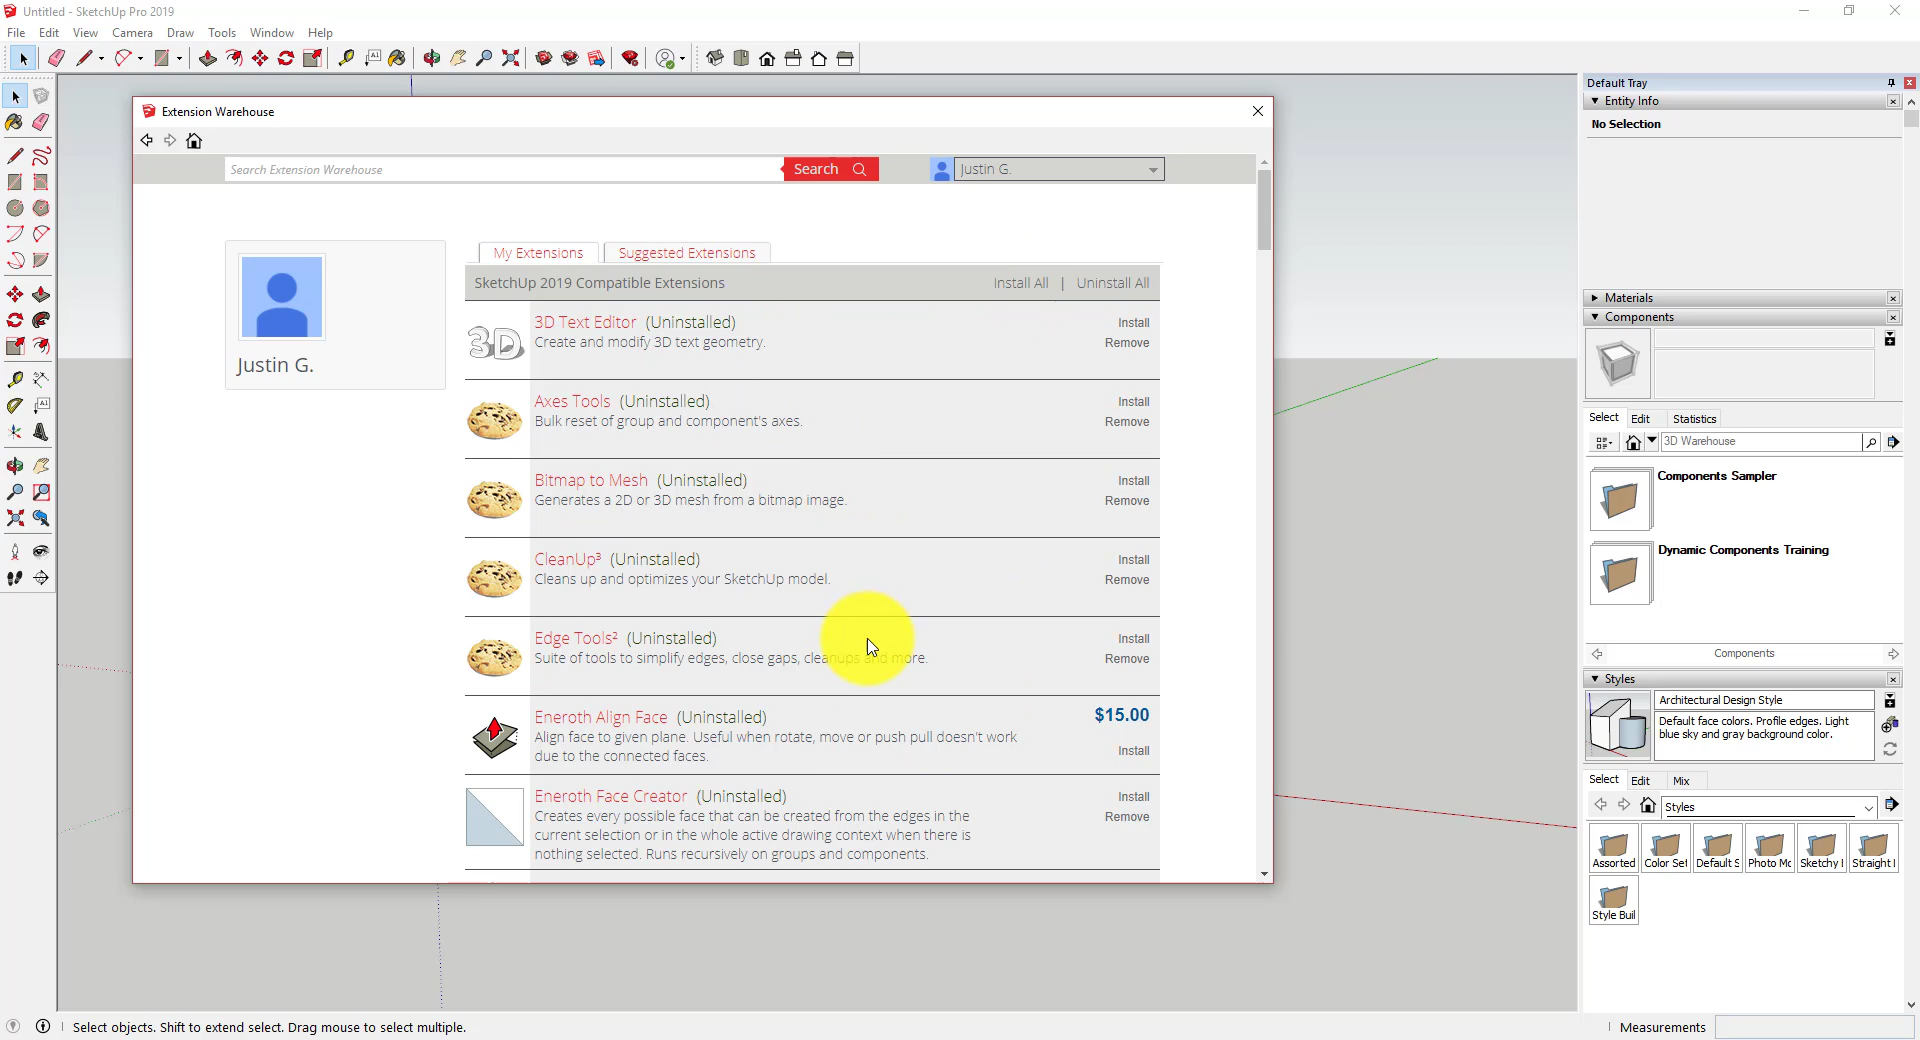 Untitled - SketchUp Pro 2019
File Edit View Camera Draw Tools Window Help
Default Tray
Entity Info
No Selection
Extension Warehouse
Search Extension Warehouse
Search
Justin G.
Justin G.
My Extensions
Suggested Extensions
SketchUp 2019 Compatible Extensions
Install All | Uninstall All
3D
3D Text Editor (Uninstalled)
Create and modify 3D text geometry.
Install
Remove
Axes Tools (Uninstalled)
Bulk reset of group and component's axes.
Install
Remove
Bitmap to Mesh (Uninstalled)
Generates a 2D or 3D mesh from a bitmap image.
Install
Remove
CleanUp³ (Uninstalled)
Cleans up and optimizes your SketchUp model.
Install
Remove
Edge Tools² (Uninstalled)
Suite of tools to simplify edges, close gaps, cleanups and more.
Install
Remove
Eneroth Align Face (Uninstalled)
Align face to given plane. Useful when rotate, move or push pull doesn't work
due to the connected faces.
$15.00
Install
Eneroth Face Creator (Uninstalled)
Creates every possible face that can be created from the edges in the
current selection or in the whole active drawing context when there is
nothing selected. Runs recursively on groups and components.
Install
Remove
Materials
Components
Select Edit Statistics
3D Warehouse
Components Sampler
Dynamic Components Training
Components
Styles
Architectural Design Style
Default face colors. Profile edges. Light
blue sky and gray background color.
Select Edit Mix
Styles
Assorted Color Set Default S Photo Mo Sketchy I Straight l
Style Buil
Select objects. Shift to extend select. Drag mouse to select multiple.
Measurements